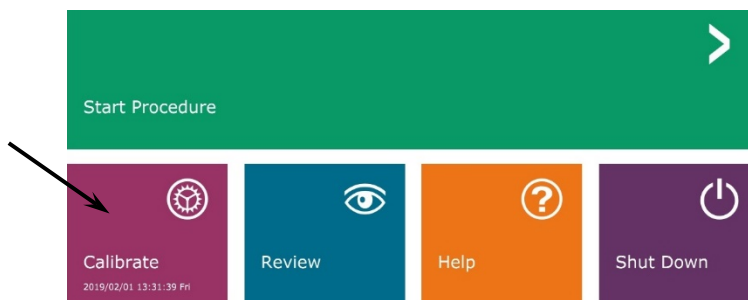 Start Procedure
Calibrate
2019/02/01 13:31:39 Fri
Review
Help
Shut Down